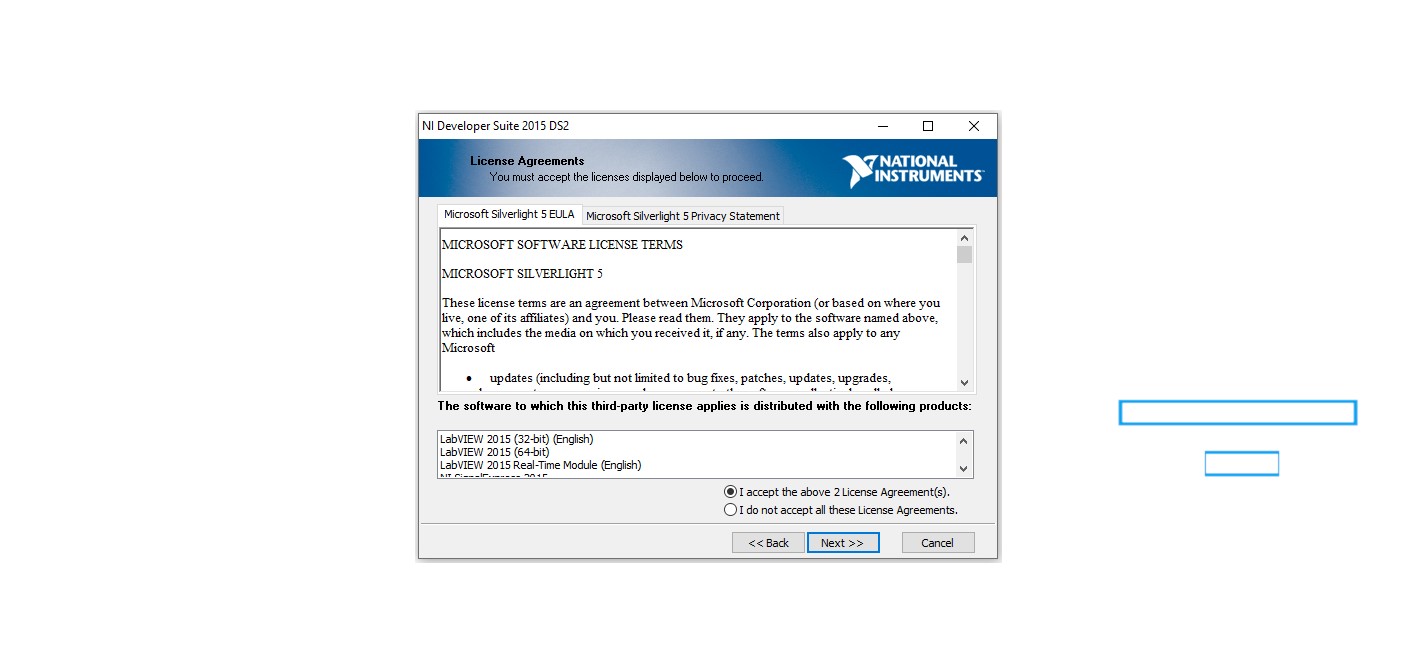 NI Developer Suite 2015 DS2
License Agreements
You must accept the licenses displayed below to proceed.
NATIONAL
INSTRUMENTS
Microsoft Silverlight 5 EULA
Microsoft Silverlight 5 Privacy Statement
MICROSOFT SOFTWARE LICENSE TERMS
MICROSOFT SILVERLIGHT 5
These license terms are an agreement between Microsoft Corporation (or based on where you
live, one of its affiliates) and you. Please read them. They apply to the software named above,
which includes the media on which you received it, if any. The terms also apply to any
Microsoft
• updates (including but not limited to bug fixes, patches, updates, upgrades,
The software to which this third-party license applies is distributed with the following products:
LabVIEW 2015 (32-bit) (English)
LabVIEW 2015 (64-bit)
LabVIEW 2015 Real-Time Module (English)
NI SignalExpress 2015
I accept the above 2 License Agreement(s).
I do not accept all these License Agreements.
<< Back
Next >>
Cancel